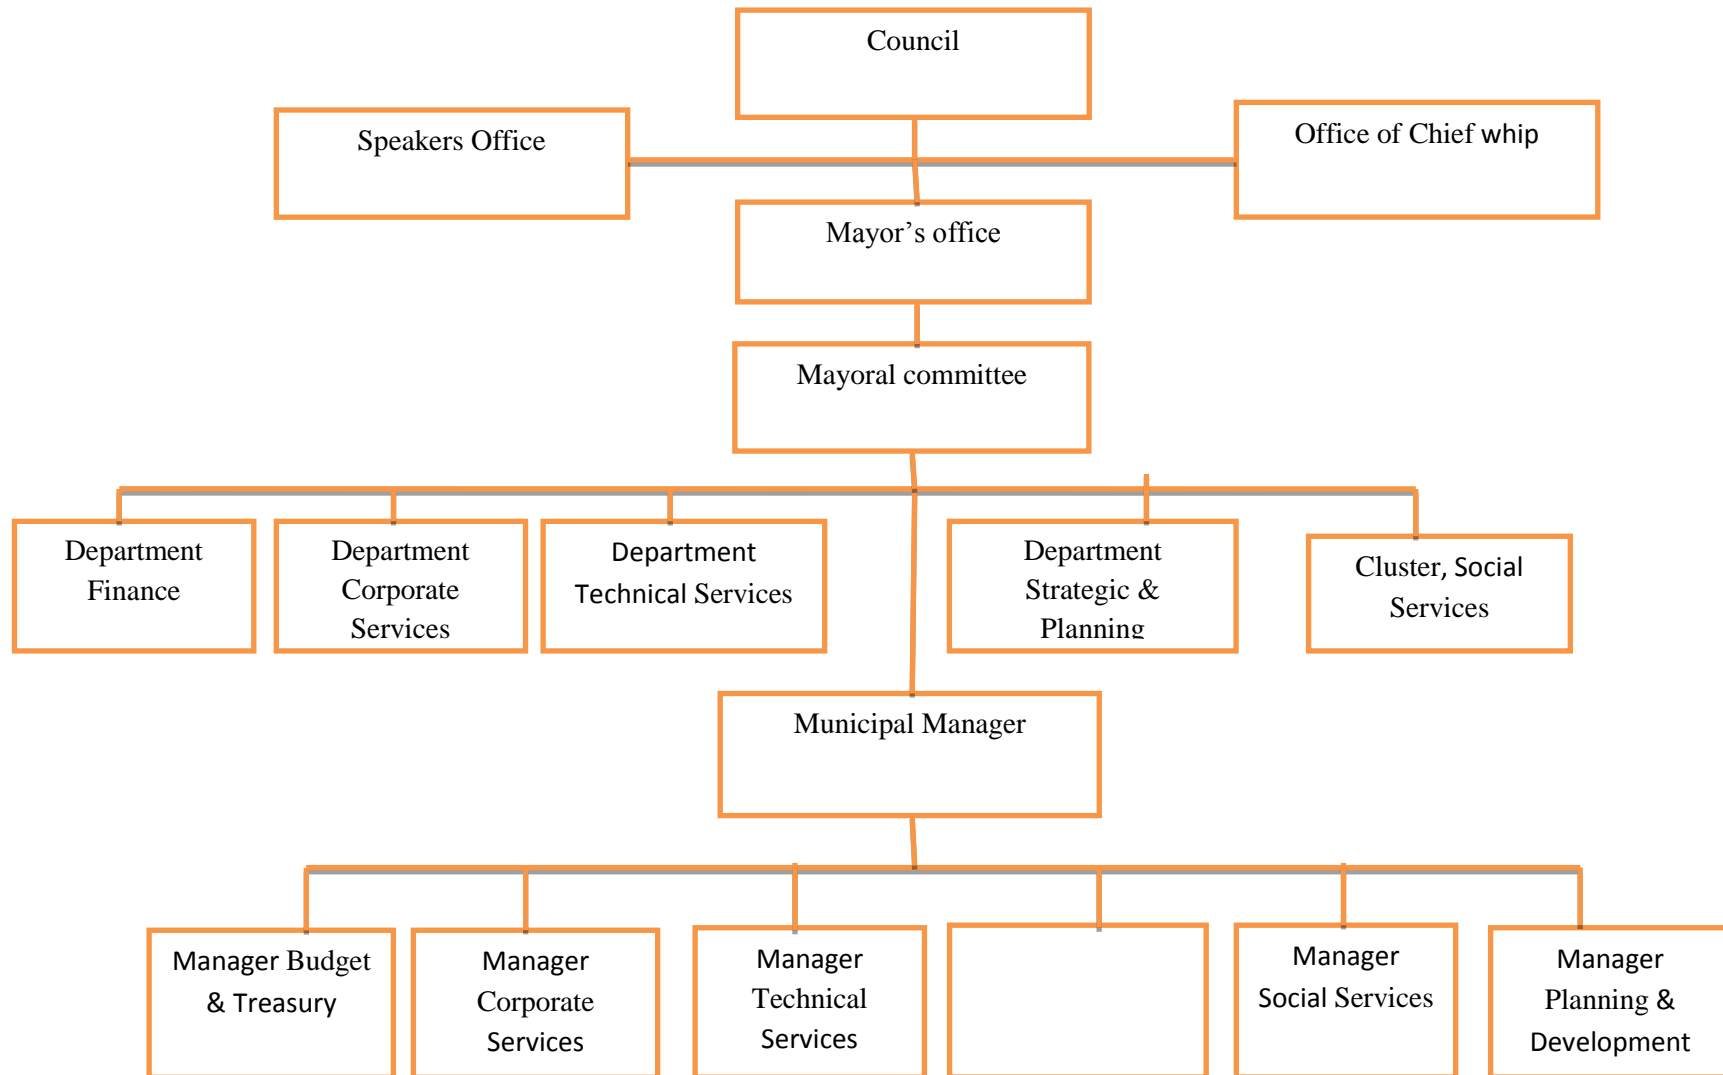 Council
Speakers Office
Office of Chief whip
Mayor’s office
Mayoral committee
Department
Finance
Department
Corporate
Services
Department
Technical Services
Department
Strategic &
Planning
Cluster, Social
Services
Municipal Manager
Manager Budget
& Treasury
Manager
Corporate
Services
Manager
Technical
Services
Manager
Social Services
Manager
Planning &
Development